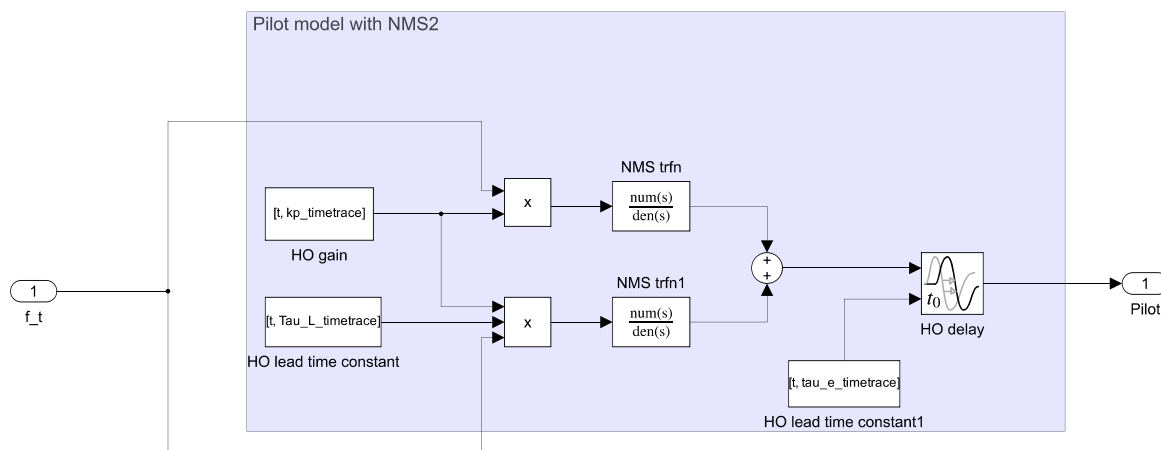 Pilot model with NMS2
NMS trfn
x
num(s)
den(s)
[t, kp_timetrace]
HO gain
+
+
1
f_t
NMS trfn1
[t, Tau_L_timetrace]
x
num(s)
den(s)
HO lead time constant
t0
HO delay
1
Pilot
[t, tau_e_timetrace]
HO lead time constant1